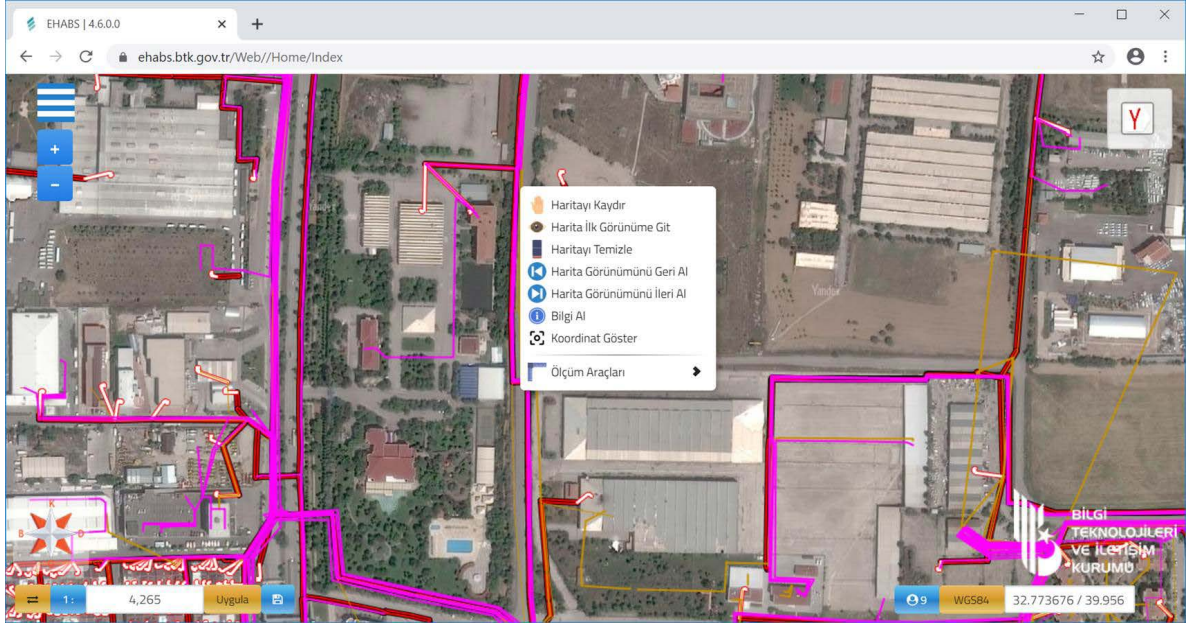 EHABS | 4.6.0.0
ehabs.btk.gov.tr/Web//Home/Index
Y
+
-
Haritayı Kaydır
Harita İlk Görünüme Git
Haritayı Temizle
Harita Görünümünü Geri Al
Harita Görünümünü İleri Al
Bilgi Al
Koordinat Göster
Ölçüm Araçları
Yandex
K
B D
BİLGİ
TEKNOLOJİLERİ
VE İLETİŞİM
KURUMU
1 : 4,265 Uygula
9 WGS84 32.773676 / 39.956